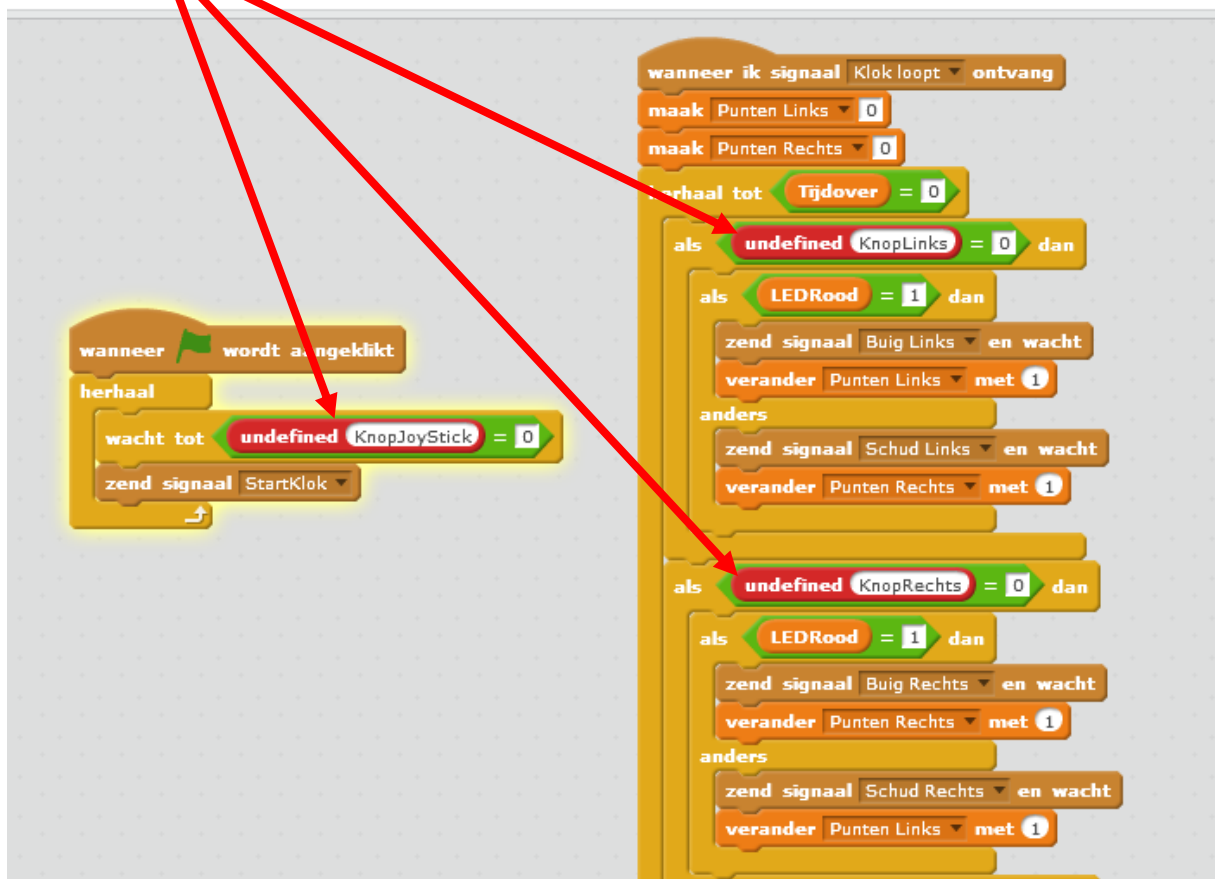 wanneer wordt aangeklikt
herhaal
wacht tot undefined KnopJoyStick = 0
zend signaal StartKlok
wanneer ik signaal Klok loopt ontvang
maak Punten Links 0
maak Punten Rechts 0
herhaal tot Tijdover = 0
als undefined KnopLinks = 0 dan
als LEDRood = 1 dan
zend signaal Buig Links en wacht
verander Punten Links met 1
anders
zend signaal Schud Links en wacht
verander Punten Rechts met 1
als undefined KnopRechts = 0 dan
als LEDRood = 1 dan
zend signaal Buig Rechts en wacht
verander Punten Rechts met 1
anders
zend signaal Schud Rechts en wacht
verander Punten Links met 1